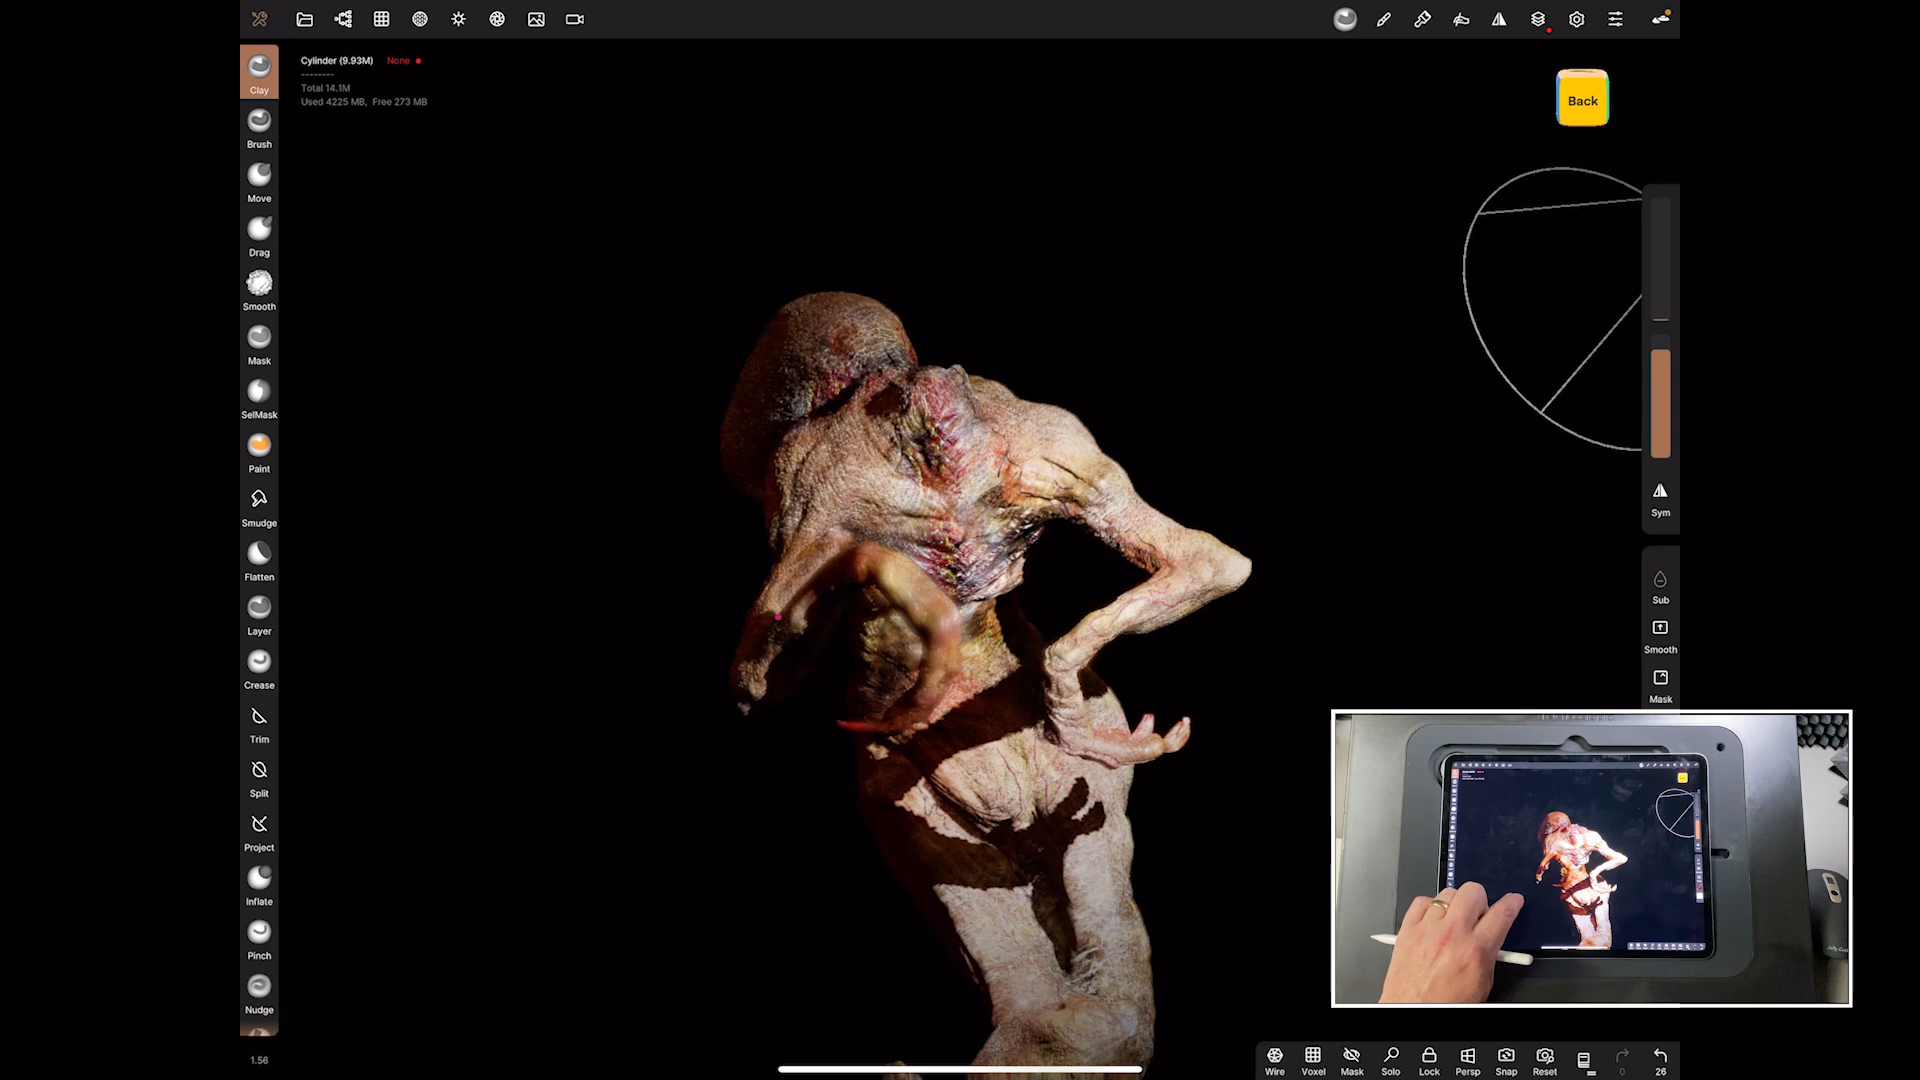 Cylinder (9.93M) None
--------
Total 14.1M
Used 4225 MB, Free 273 MB
Back
Clay
Brush
Move
Drag
Smooth
Mask
SelMask
Paint
Smudge
Flatten
Layer
Crease
Trim
Split
Project
Inflate
Pinch
Nudge
1.56
Sym
Sub
Smooth
Mask
Wire
Voxel
Mask
Solo
Lock
Persp
Snap
Reset
0
26